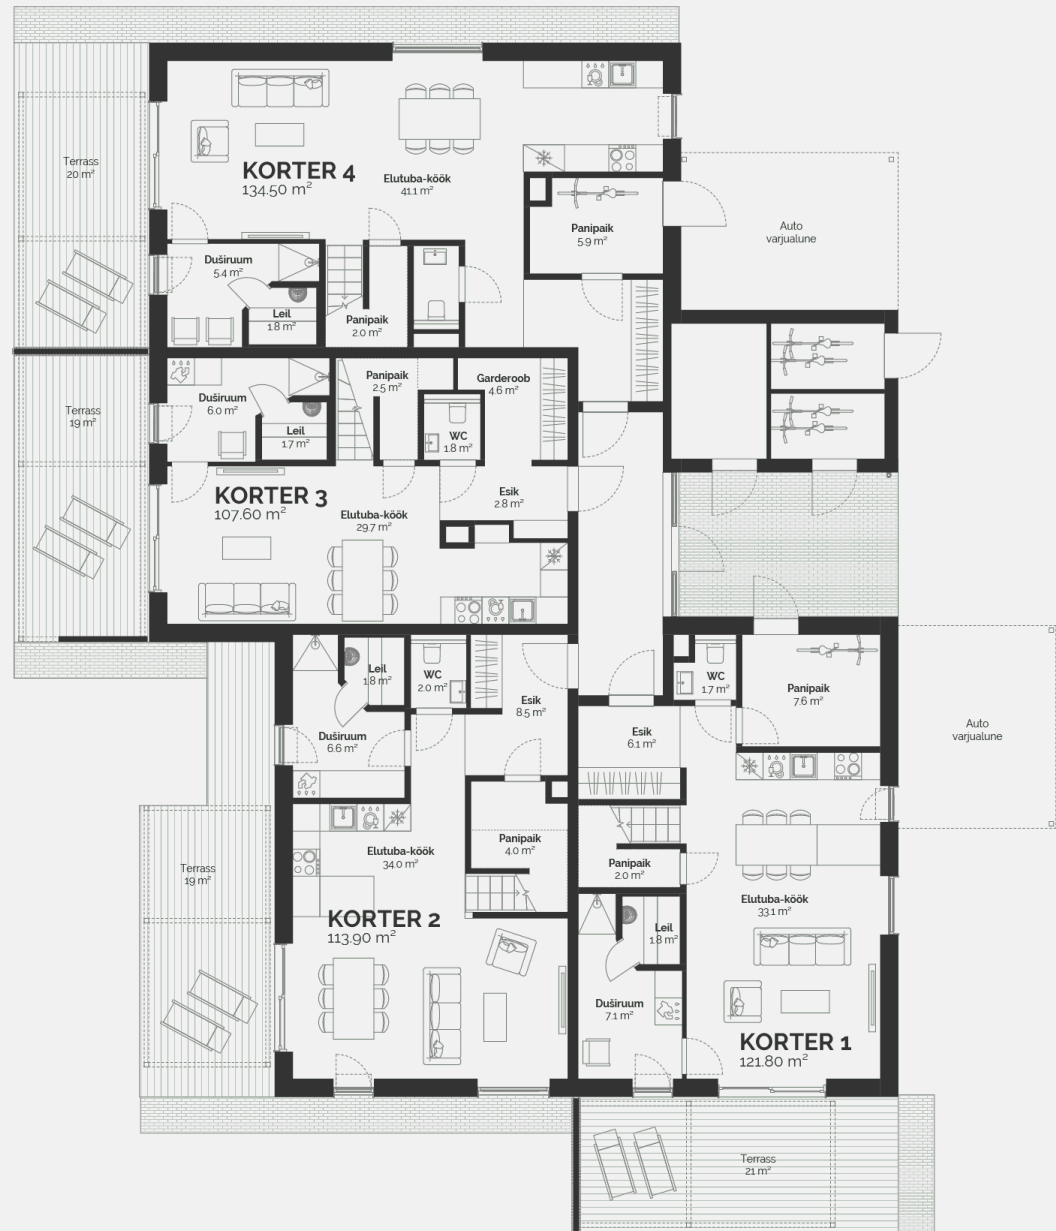 Terrass
20 m²
KORTER 4
134.50 m²
Elutuba-köök
41.1 m²
Panipaik
5.9 m²
Auto
varjualune
Duširuum
5.4 m²
Leil
1.8 m²
Panipaik
2.0 m²
Terrass
19 m²
Duširuum
6.0 m²
Leil
1.7 m²
Panipaik
2.5 m²
Garderoob
4.6 m²
WC
1.8 m²
Esik
2.8 m²
KORTER 3
107.60 m²
Elutuba-köök
29.7 m²
Leil
1.8 m²
WC
2.0 m²
Esik
8.5 m²
Duširuum
6.6 m²
Esik
6.1 m²
WC
1.7 m²
Panipaik
7.6 m²
Auto
varjualune
Terrass
19 m²
Elutuba-köök
34.0 m²
Panipaik
4.0 m²
KORTER 2
113.90 m²
Panipaik
2.0 m²
Elutuba-köök
33.1 m²
Leil
1.8 m²
Duširuum
7.1 m²
KORTER 1
121.80 m²
Terrass
21 m²